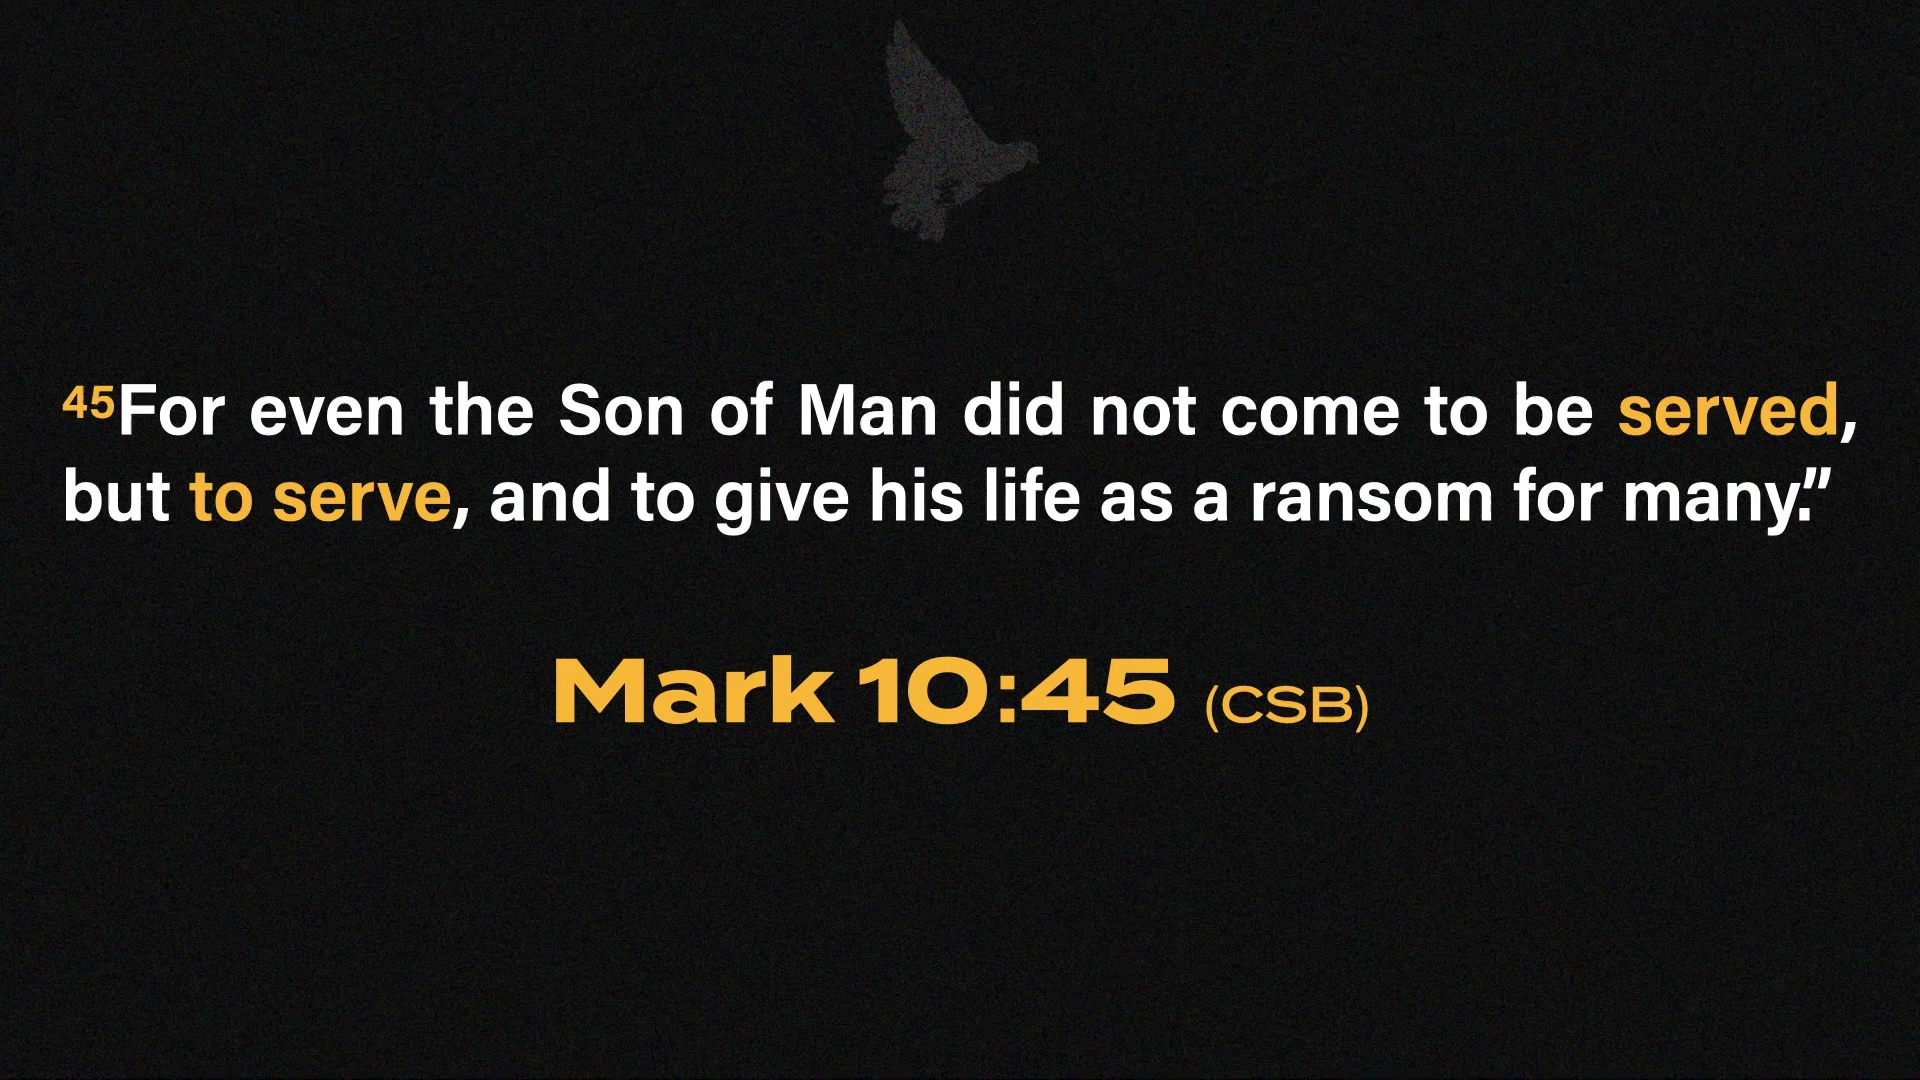 45For even the Son of Man did not come to be served,
but to serve, and to give his life as a ransom for many.”
Mark 10:45 (CSB)